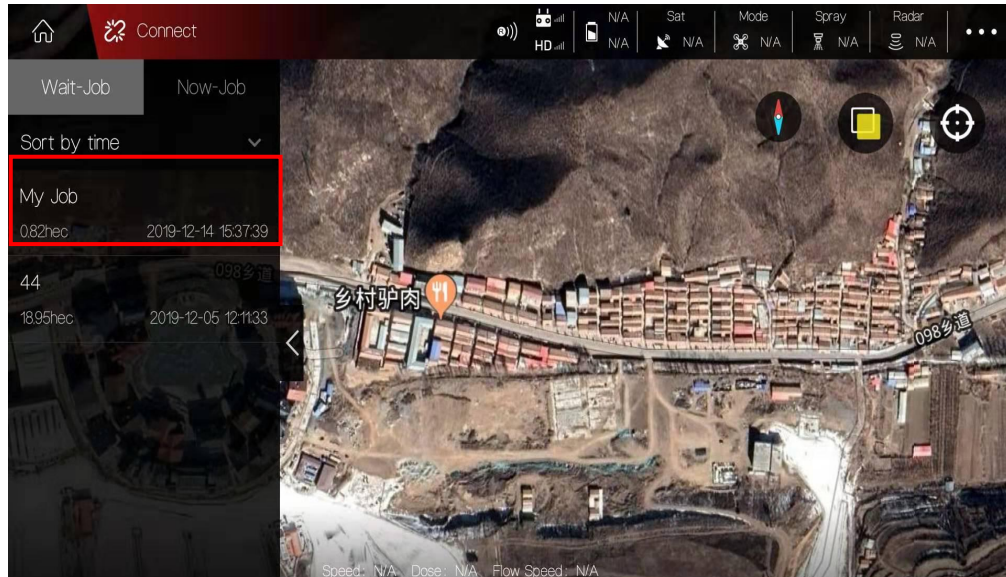 Connect
HD
N/A
N/A
Sat
N/A
Mode
N/A
Spray
N/A
Radar
N/A
Wait-Job
Now-Job
Sort by time
My Job
0.82hec 2019-12-14 15:37:39
44
18.95hec 2019-12-05 12:11:33
098乡道
乡村驴肉
098乡道
Speed: N/A Dose: N/A Flow Speed: N/A